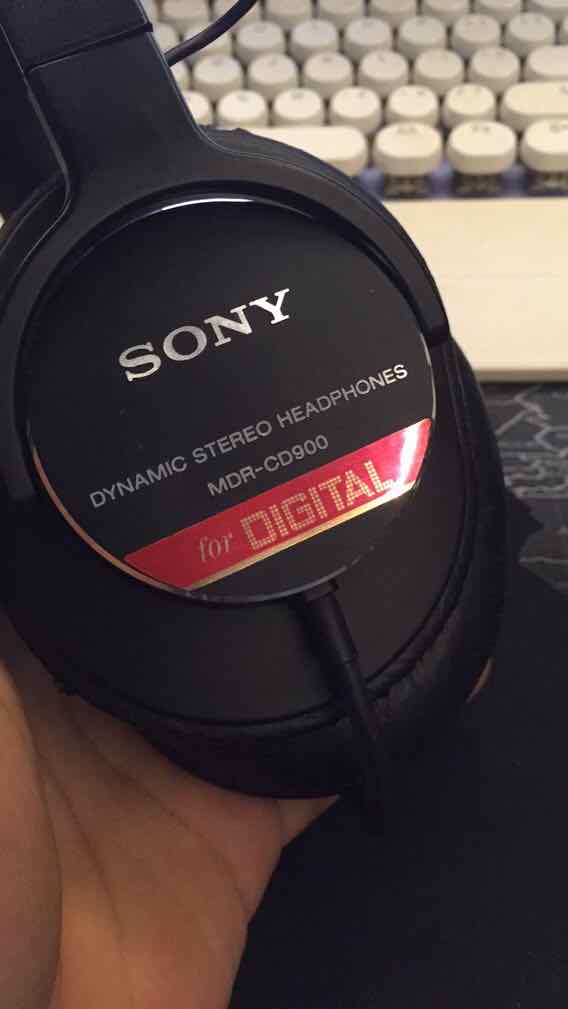 SONY
DYNAMIC STEREO HEADPHONES
MDR-CD900
for DIGITAL